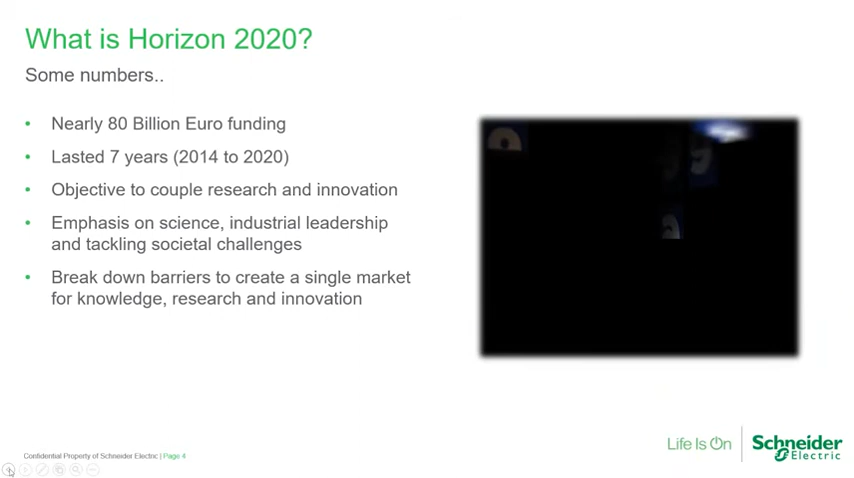 What is Horizon 2020?
Some numbers..
• Nearly 80 Billion Euro funding
• Lasted 7 years (2014 to 2020)
• Objective to couple research and innovation
• Emphasis on science, industrial leadership
and tackling societal challenges
• Break down barriers to create a single market
for knowledge, research and innovation
Confidential Property of Schneider Electric | Page 4
Life Is On | Schneider
Electric